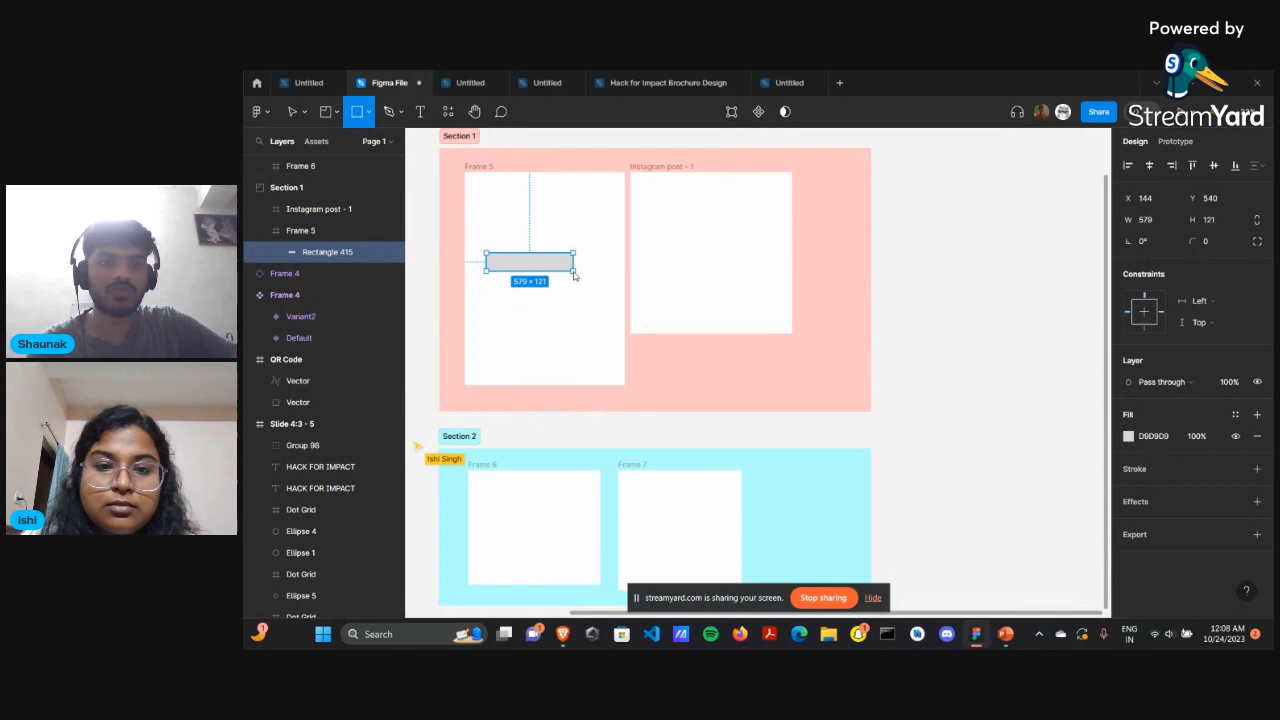 Powered by
StreamYard
Untitled
Figma File
Untitled
Untitled
Hack for Impact Brochure Design
Untitled
Share
Layers
Assets
Page 1
Frame 6
Section 1
Instagram post - 1
Frame 5
Rectangle 415
Frame 4
Frame 4
Variant2
Default
QR Code
Vector
Vector
Slide 4:3 - 5
Group 98
HACK FOR IMPACT
HACK FOR IMPACT
Dot Grid
Ellipse 4
Ellipse 1
Dot Grid
Ellipse 5
Dot Grid
Section 1
Frame 5
Instagram post - 1
579 × 121
Section 2
Ishi Singh
Frame 6
Frame 7
Design
Prototype
X 144
Y 540
W 579
H 121
0°
0
Constraints
Left
Top
Layer
Pass through
100%
Fill
D9D9D9
100%
Stroke
Effects
Export
?
Shaunak
Ishi
streamyard.com is sharing your screen.
Stop sharing
Hide
Search
ENG
IN
12:08 AM
10/24/2023